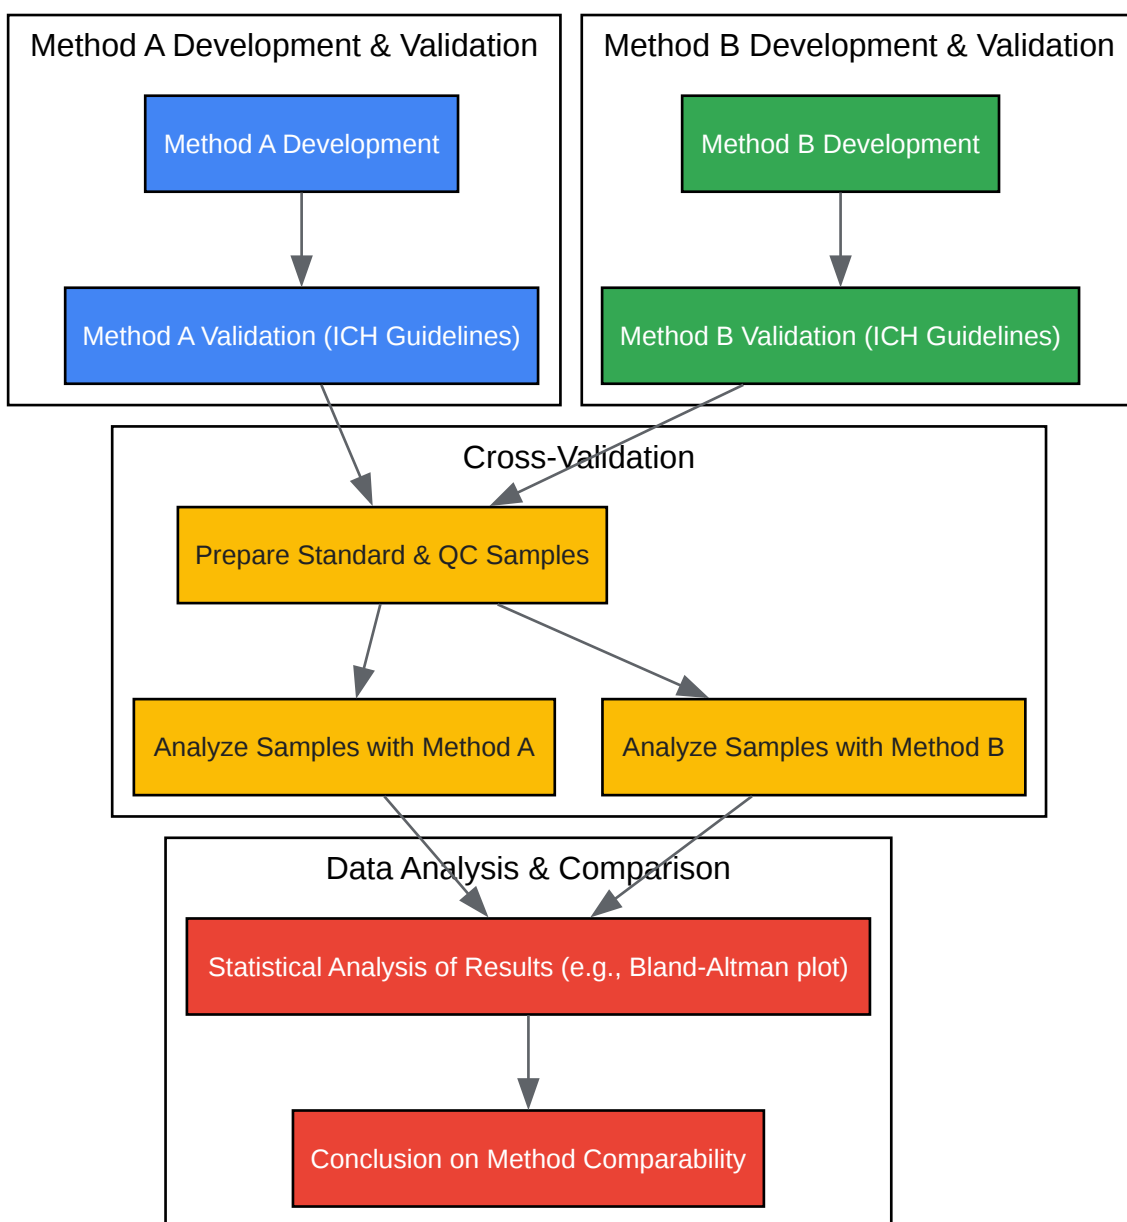 Method A Development & Validation
Method B Development & Validation
Method A Development
Method B Development
Method A Validation (ICH Guidelines)
Method B Validation (ICH Guidelines)
Cross-Validation
Prepare Standard & QC Samples
Analyze Samples with Method A
Analyze Samples with Method B
Data Analysis & Comparison
Statistical Analysis of Results (e.g., Bland-Altman plot)
Conclusion on Method Comparability